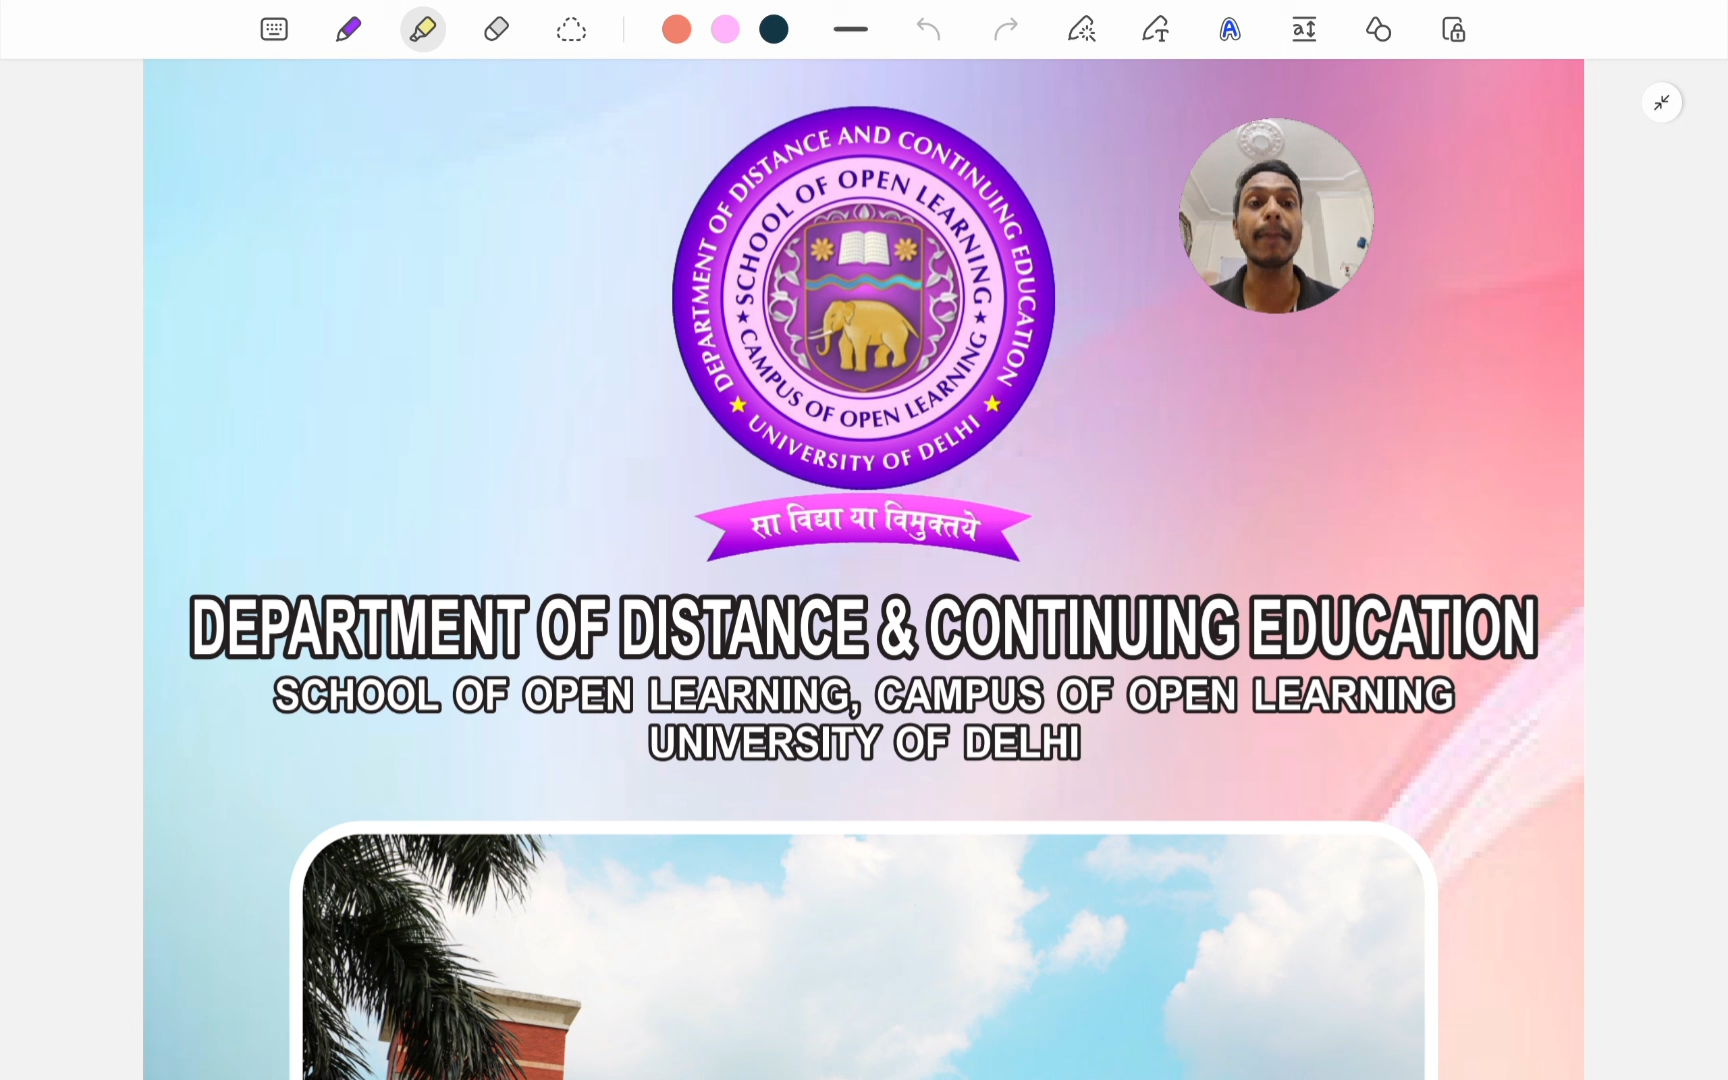 DEPARTMENT OF DISTANCE AND CONTINUING EDUCATION
UNIVERSITY OF DELHI
SCHOOL OF OPEN LEARNING
CAMPUS OF OPEN LEARNING
सा विद्या या विमुक्तये
DEPARTMENT OF DISTANCE & CONTINUING EDUCATION
SCHOOL OF OPEN LEARNING, CAMPUS OF OPEN LEARNING
UNIVERSITY OF DELHI